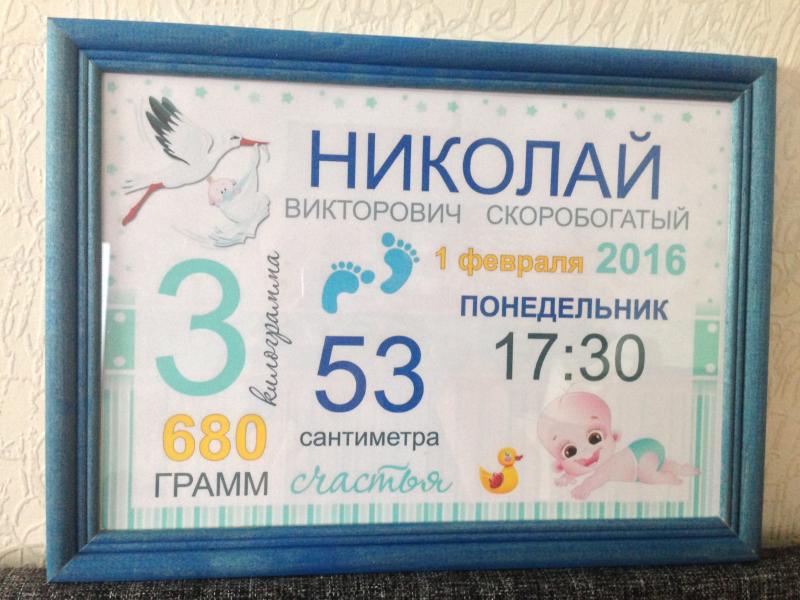 НИКОЛАЙ
ВИКТОРОВИЧ СКОРОБОГАТЫЙ
1 февраля 2016
ПОНЕДЕЛЬНИК
17:30
3 килограмма
680
ГРАММ
53
сантиметра
счастья